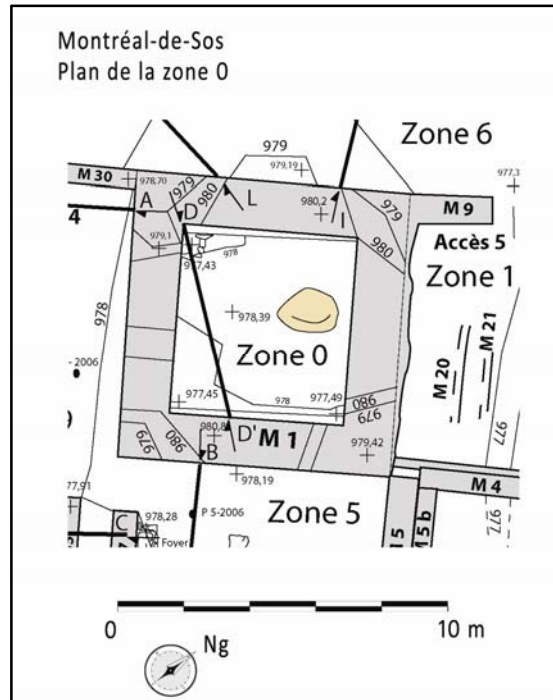 Montréal-de-Sos
Plan de la zone 0
Zone 6
979
979,19
977,3
M 30
978,70
979
980
A
D
L
I
980,2
979
M 9
4
979,1
977,43
978
980
Accès 5
Zone 1
978
978,39
Zone 0
M 20
M 21
- 2006
977,45
978
977,49
980
979
977
980,8
M 1
D'
979
980
B
979,42
978,19
M 4
77,91
Zone 5
C
978,28
P 5-2006
Foyer
15
M 5 b
977
0
10 m
Ng